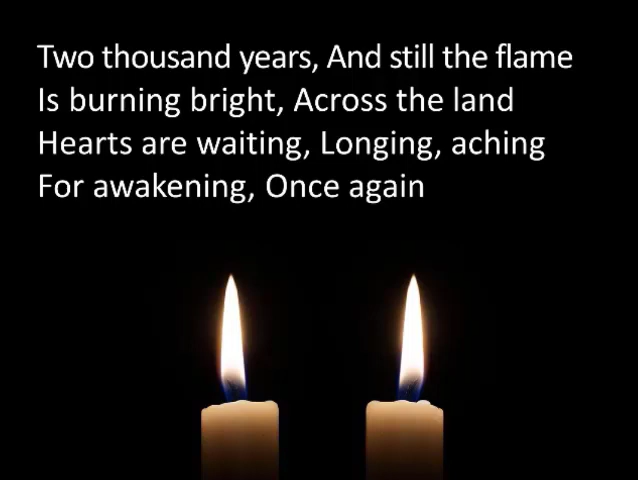 Two thousand years, And still the flame
Is burning bright, Across the land
Hearts are waiting, Longing, aching
For awakening, Once again